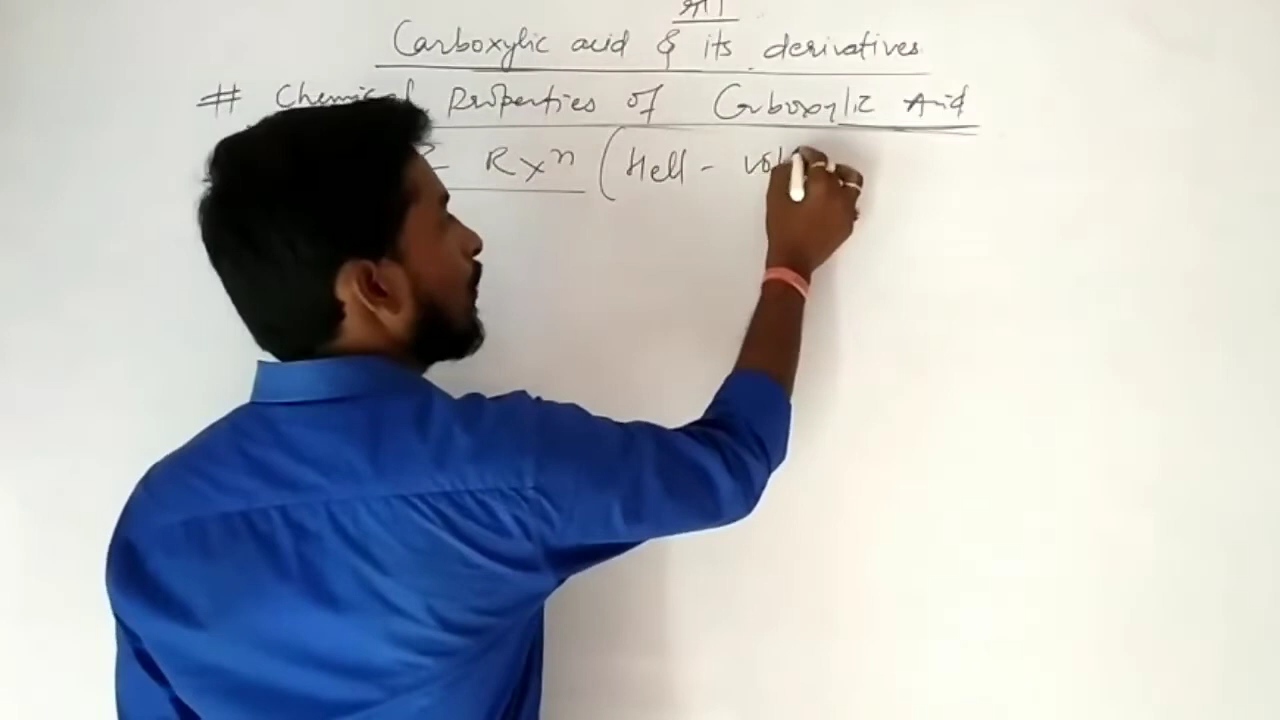 श्री
Carboxylic acid & its derivatives
# Chemical Properties of Carboxylic Acid
Rxn (Hell - Vol